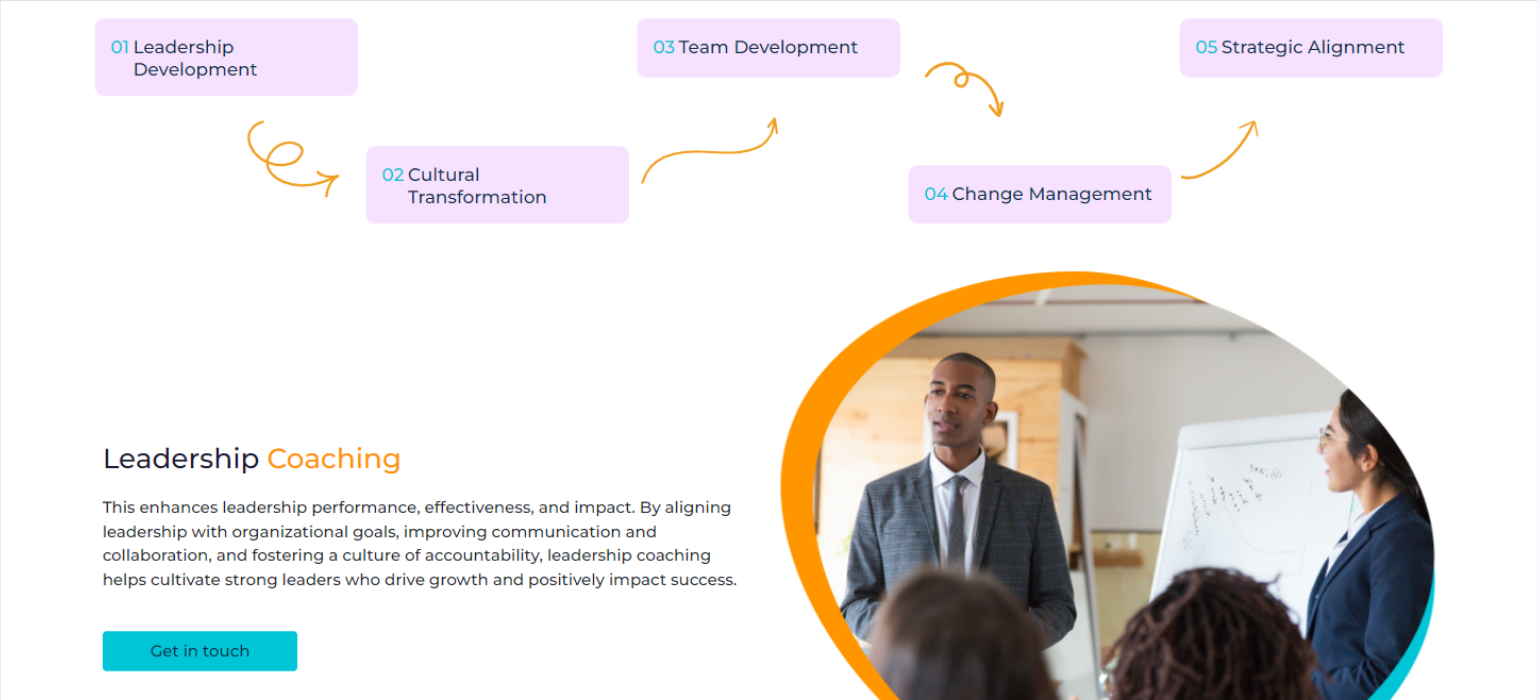 01 Leadership
Development
03 Team Development
05 Strategic Alignment
02 Cultural
Transformation
04 Change Management
Leadership Coaching
This enhances leadership performance, effectiveness, and impact. By aligning
leadership with organizational goals, improving communication and
collaboration, and fostering a culture of accountability, leadership coaching
helps cultivate strong leaders who drive growth and positively impact success.
Get in touch